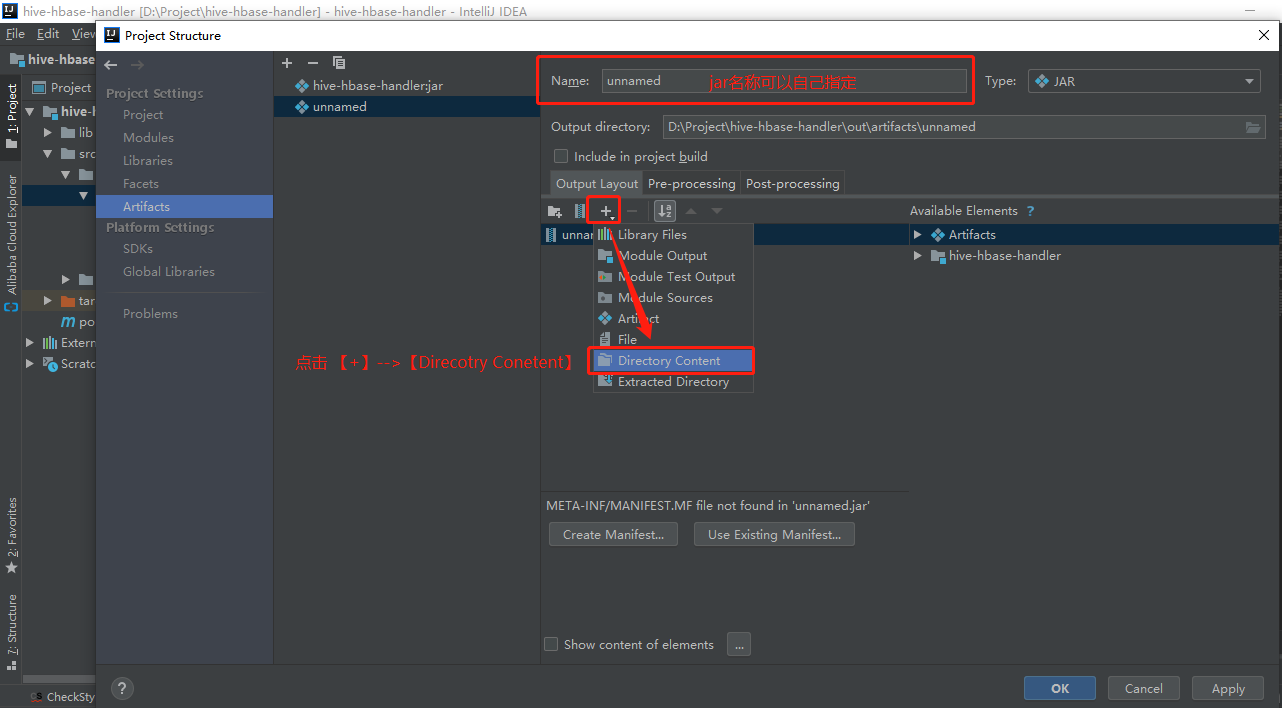 hive-hbase-handler [D:\Project\hive-hbase-handler] - hive-hbase-handler - IntelliJ IDEA
File Edit View
Project Structure
hive-hbase
Project
hive-h
lib
src
tar
po
Extern
Scratc
1: Project
Alibaba Cloud Explorer
2: Favorites
7: Structure
CheckSty
Project Settings
Project
Modules
Libraries
Facets
Artifacts
Platform Settings
SDKs
Global Libraries
Problems
hive-hbase-handler:jar
unnamed
Name: unnamed jar名称可以自己指定 Type: JAR
Output directory: D:\Project\hive-hbase-handler\out\artifacts\unnamed
Include in project build
Output Layout Pre-processing Post-processing
Available Elements ?
unnar
Artifacts
hive-hbase-handler
Library Files
Module Output
Module Test Output
Module Sources
Artifact
File
Directory Content
Extracted Directory
点击 【+】-->【Direcotry Conetent】
META-INF/MANIFEST.MF file not found in 'unnamed.jar'
Create Manifest... Use Existing Manifest...
Show content of elements ...
? OK Cancel Apply